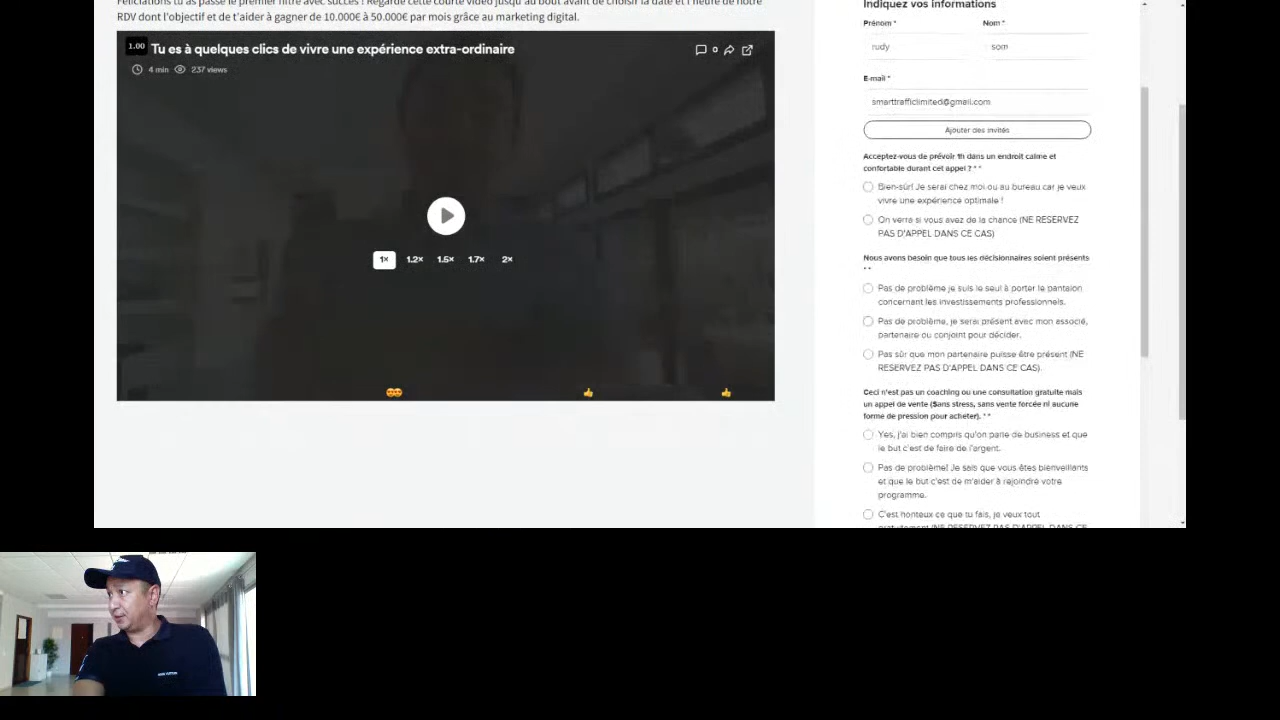 Félicitations tu as passé le premier filtre avec succès ! Regarde cette courte vidéo jusqu'au bout avant de choisir la date et l'heure de notre
RDV dont l'objectif et de t'aider à gagner de 10.000€ à 50.000€ par mois grâce au marketing digital.
1.00 Tu es à quelques clics de vivre une expérience extra-ordinaire
0
4 min 237 views
1× 1.2× 1.5× 1.7× 2×
Indiquez vos informations
Prénom * Nom *
rudy som
E-mail *
smarttrafficlimited@gmail.com
Ajouter des invités
Acceptez-vous de prévoir 1h dans un endroit calme et
confortable durant cet appel ? * *
Bien-sûr! Je serai chez moi ou au bureau car je veux
vivre une expérience optimale !
On verra si vous avez de la chance (NE RESERVEZ
PAS D'APPEL DANS CE CAS)
Nous avons besoin que tous les décisionnaires soient présents
* *
Pas de problème je suis le seul à porter le pantalon
concernant les investissements professionnels.
Pas de problème, je serai présent avec mon associé,
partenaire ou conjoint pour décider.
Pas sûr que mon partenaire puisse être présent (NE
RESERVEZ PAS D'APPEL DANS CE CAS).
Ceci n'est pas un coaching ou une consultation gratuite mais
un appel de vente (Sans stress, sans vente forcée ni aucune
forme de pression pour acheter). * *
Yes, j'ai bien compris qu'on parle de business et que
le but c'est de faire de l'argent.
Pas de problème! Je sais que vous êtes bienveillants
et que le but c'est de m'aider à rejoindre votre
programme.
C'est honteux ce que tu fais, je veux tout
gratuitement (NE RESERVEZ PAS D'APPEL DANS CE